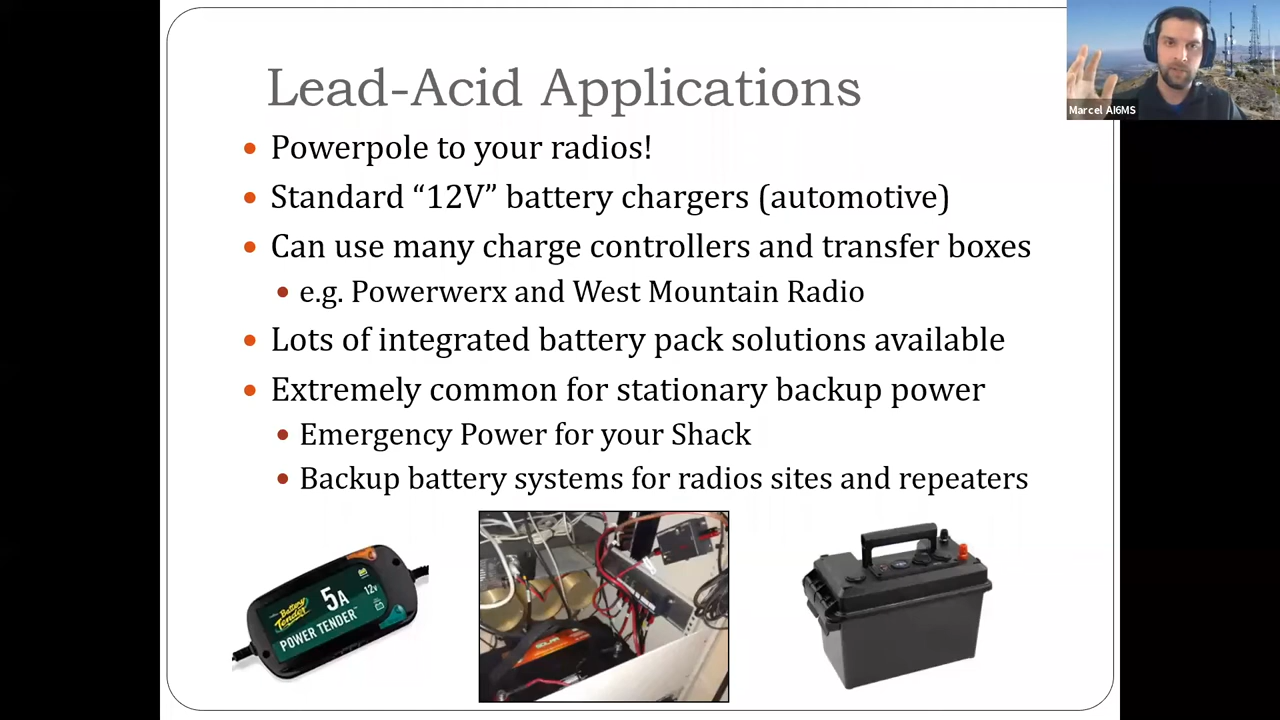 Lead-Acid Applications
Marcel AI6MS
Powerpole to your radios!
Standard “12V” battery chargers (automotive)
Can use many charge controllers and transfer boxes
e.g. Powerwerx and West Mountain Radio
Lots of integrated battery pack solutions available
Extremely common for stationary backup power
Emergency Power for your Shack
Backup battery systems for radios sites and repeaters
Battery Tender
5A
12V
POWER TENDER
SOLAR